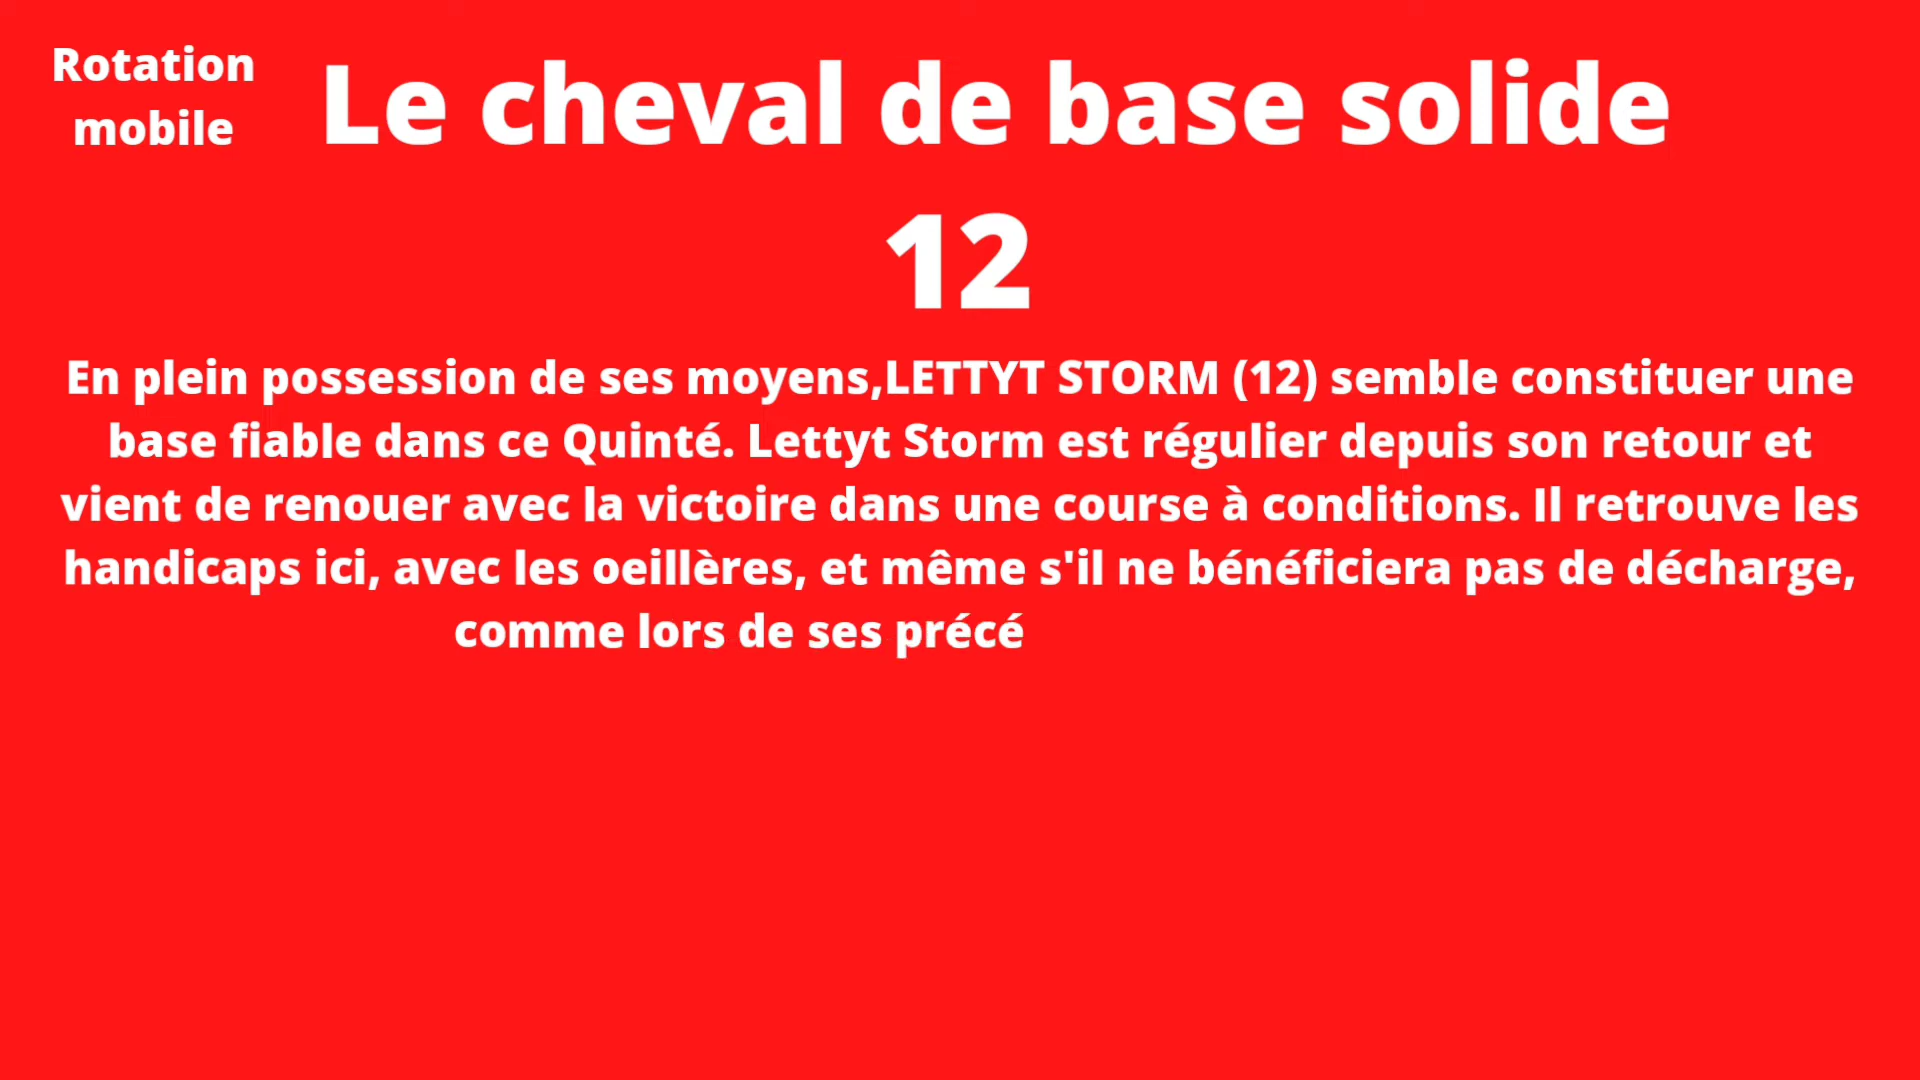 Rotation
mobile
Le cheval de base solide
12
En plein possession de ses moyens,LETTYT STORM (12) semble constituer une
base fiable dans ce Quinté. Lettyt Storm est régulier depuis son retour et
vient de renouer avec la victoire dans une course à conditions. Il retrouve les
handicaps ici, avec les oeillères, et même s'il ne bénéficiera pas de décharge,
comme lors de ses précé